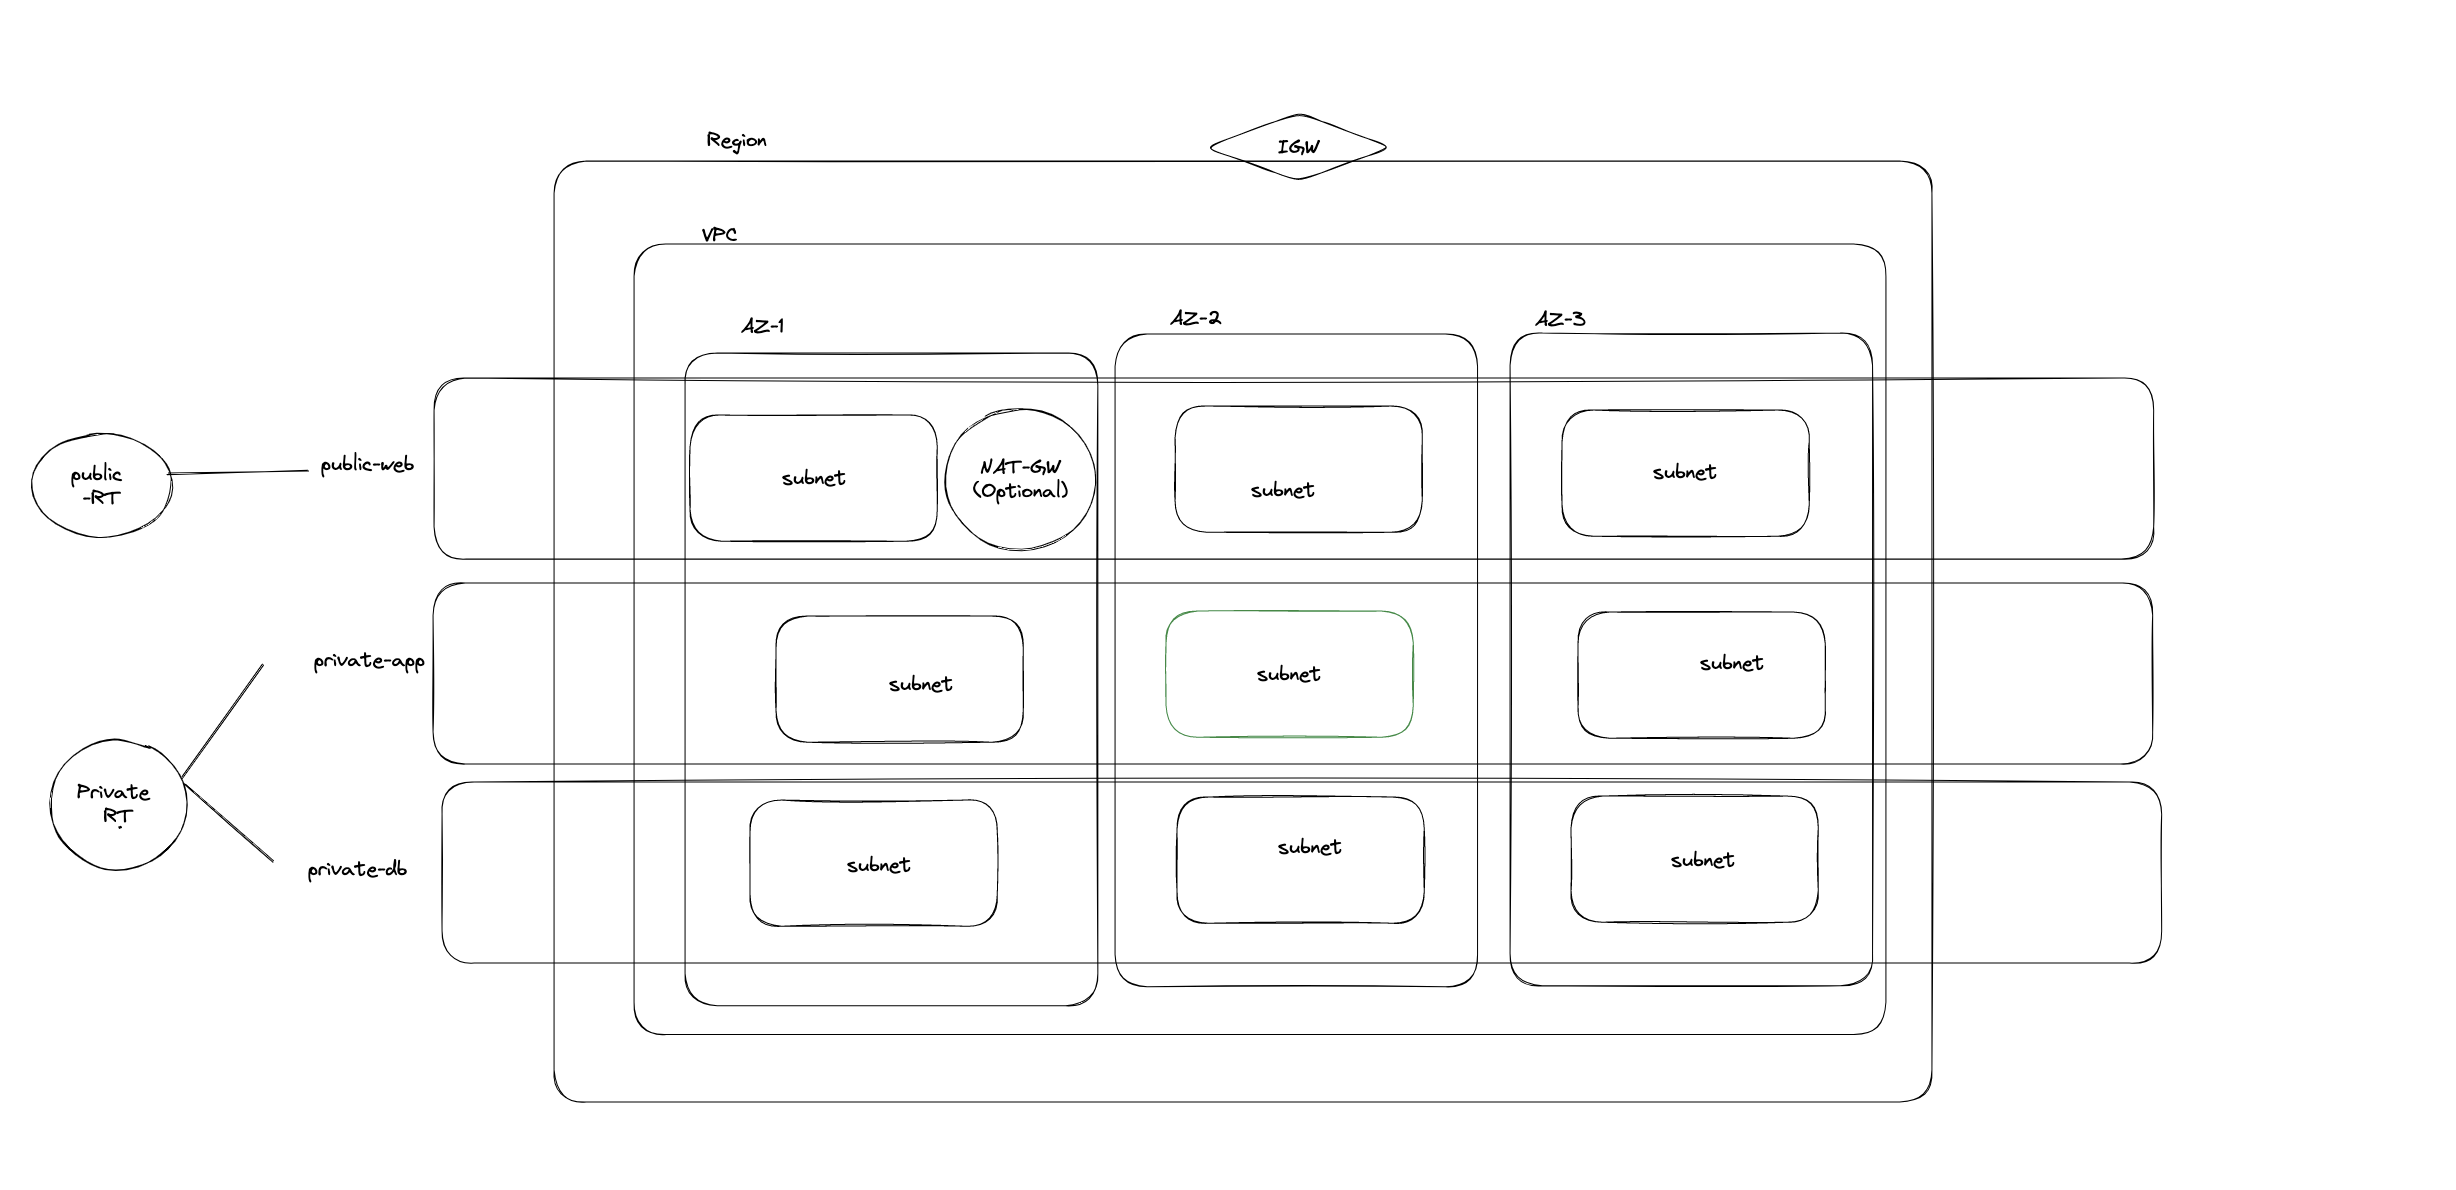 Region
IGW
VPC
AZ-1
AZ-2
AZ-3
public
-RT
public-web
subnet
NAT-GW
(Optional)
subnet
subnet
private-app
subnet
subnet
subnet
Private
RT
private-db
subnet
subnet
subnet